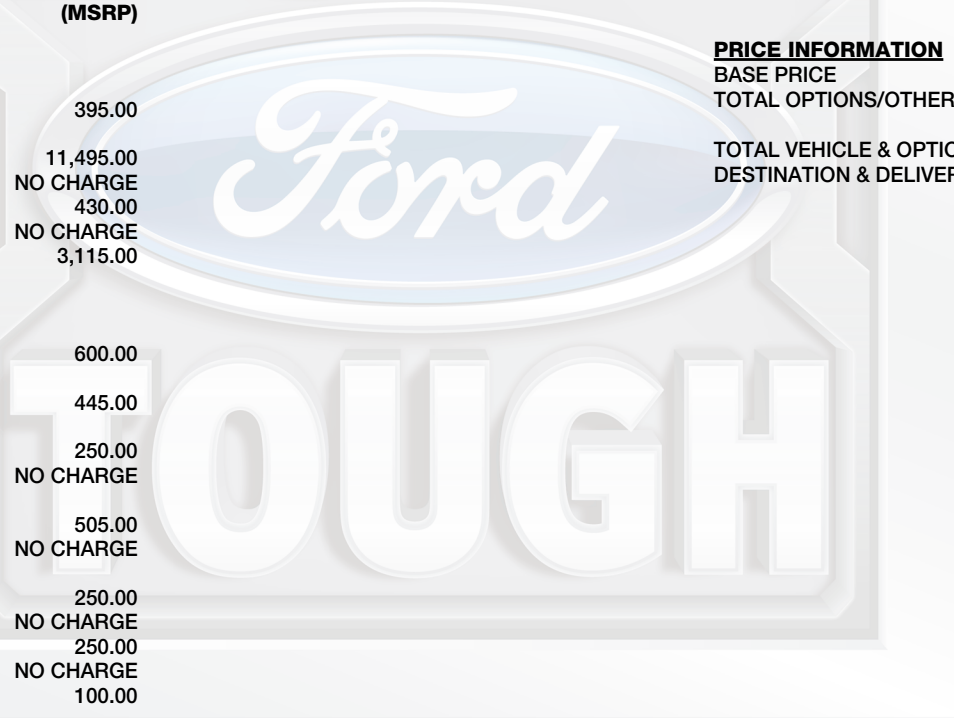 (MSRP)
395.00
11,495.00
NO CHARGE
430.00
NO CHARGE
3,115.00
600.00
445.00
250.00
NO CHARGE
505.00
NO CHARGE
250.00
NO CHARGE
250.00
NO CHARGE
100.00
PRICE INFORMATION
BASE PRICE
TOTAL OPTIONS/OTHER
TOTAL VEHICLE & OPTIO
DESTINATION & DELIVER
Ford
TOUGH